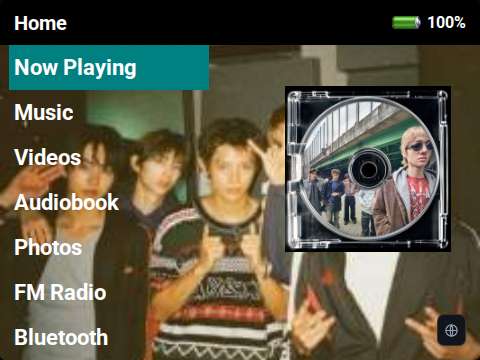 Home
100%
Now Playing
Music
Videos
Audiobook
Photos
FM Radio
Bluetooth